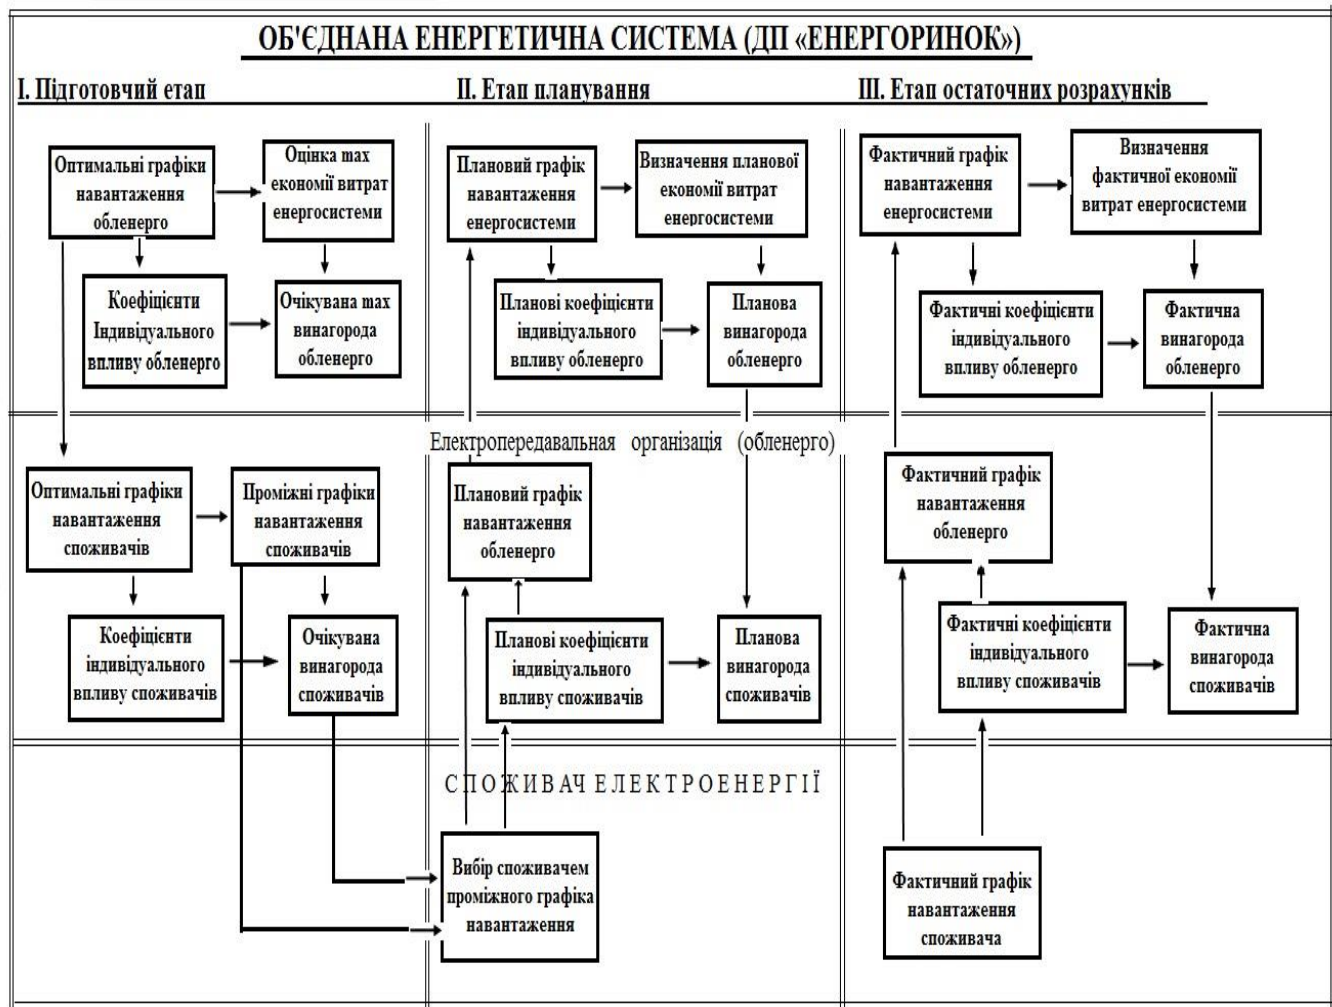 ОБ'ЄДНАНА ЕНЕРГЕТИЧНА СИСТЕМА (ДП «ЕНЕРГОРИНОК»)
І. Підготовчий етап
ІІ. Етап планування
ІІІ. Етап остаточних розрахунків
Оптимальні графіки
навантаження
обленерго
Оцінка max
економії витрат
енергосистеми
Коефіцієнти
Індивідуального
впливу обленерго
Очікувана max
винагорода
обленерго
Плановий графік
навантаження
енергосистеми
Визначення планової
економії витрат
енергосистеми
Планові коефіцієнти
індивідуального
впливу обленерго
Планова
винагорода
обленерго
Фактичний графік
навантаження
енергосистеми
Визначення
фактичної економії
витрат енергосистеми
Фактичні коефіцієнти
індивідуального
впливу обленерго
Фактична
винагорода
обленерго
Електропередавальная організація (обленерго)
Оптимальні графіки
навантаження
споживачів
Проміжні графіки
навантаження
споживачів
Коефіцієнти
індивідуального
впливу споживачів
Очікувана
винагорода
споживачів
Плановий графік
навантаження
обленерго
Планові коефіцієнти
індивідуального
впливу споживачів
Планова
винагорода
споживачів
Фактичний графік
навантаження
обленерго
Фактичні коефіцієнти
індивідуального
впливу споживачів
Фактична
винагорода
споживачів
СПОЖИВАЧ ЕЛЕКТРОЕНЕРГІЇ
Вибір споживачем
проміжного графіка
навантаження
Фактичний графік
навантаження
споживача